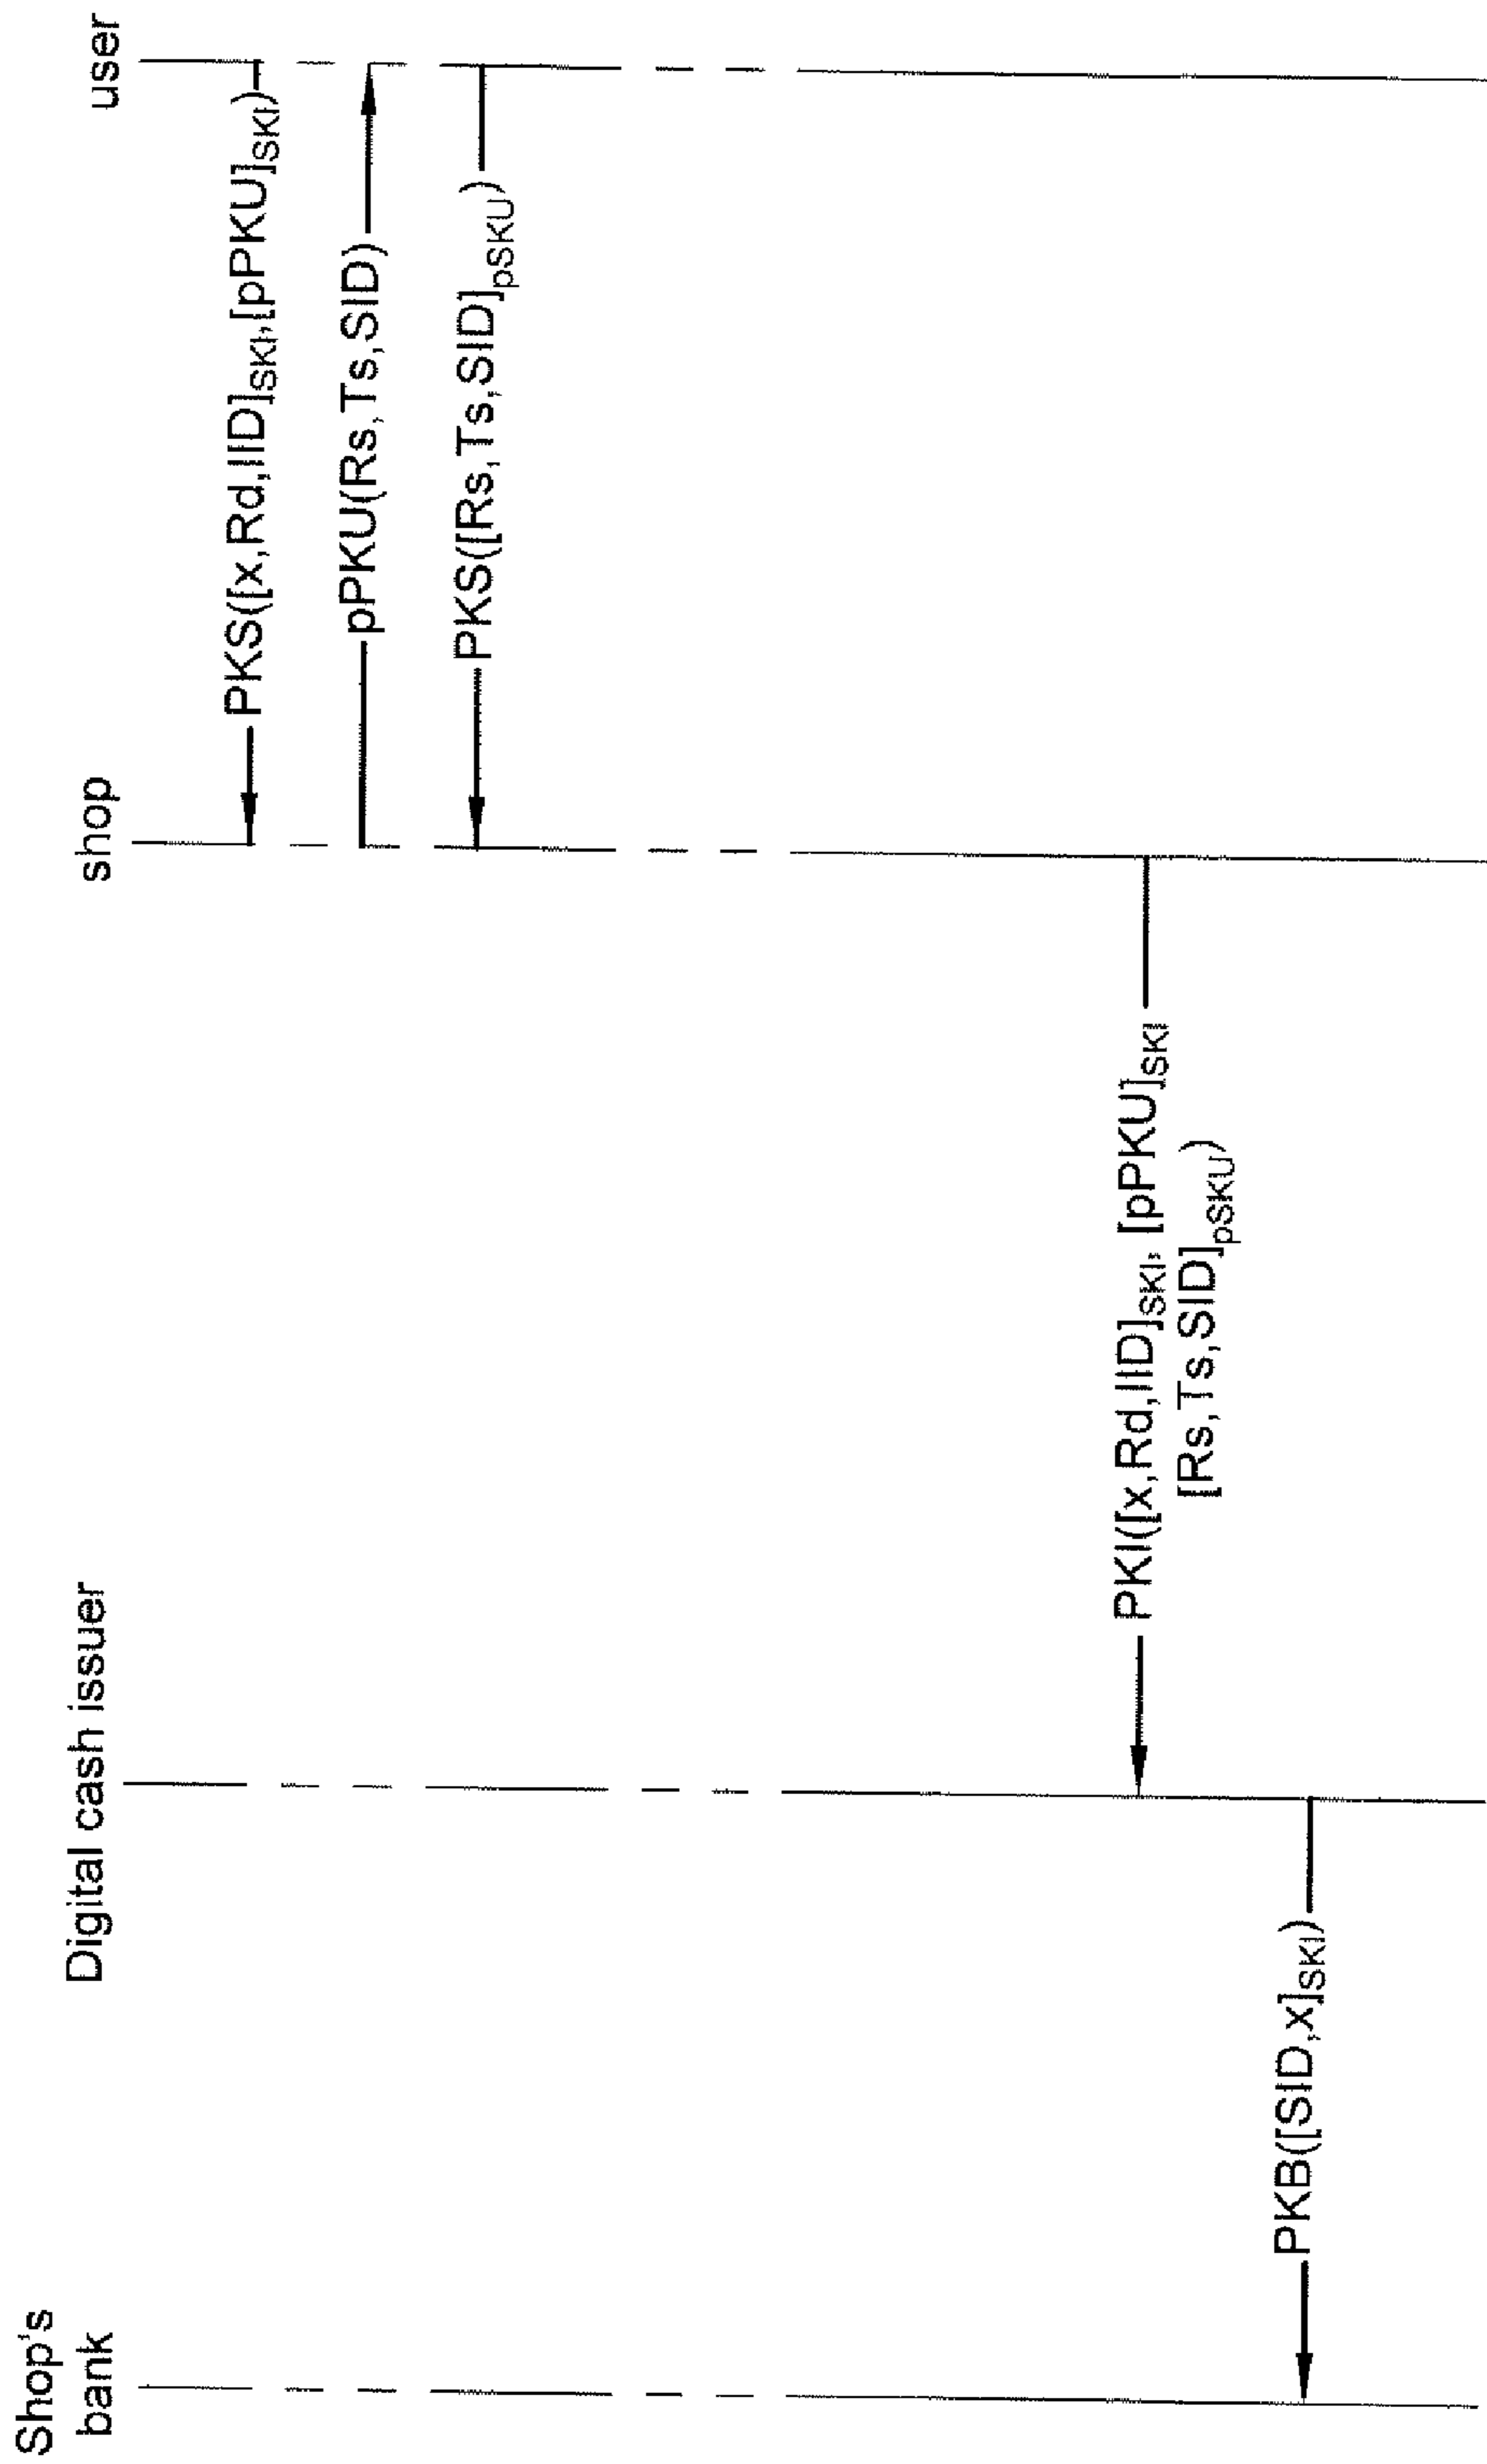 Shop's
bank
Digital cash issuer
shop
user
PKS([x,Rd,IID]SKI,[pPKU]SKI)
pPKU(Rs,Ts,SID)
PKS([Rs,Ts,SID]pSKU)
PKI([x,Rd,IID]SKI, [pPKU]SKI
[Rs,Ts,SID]pSKU)
PKB([SID,x]SKI)